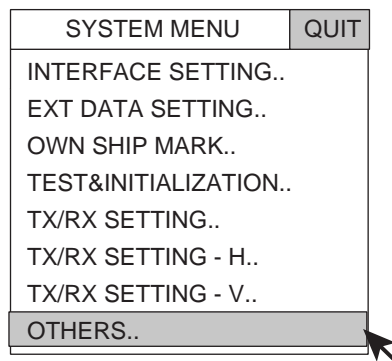 SYSTEM MENU QUIT
INTERFACE SETTING..
EXT DATA SETTING..
OWN SHIP MARK..
TEST&INITIALIZATION..
TX/RX SETTING..
TX/RX SETTING - H..
TX/RX SETTING - V..
OTHERS..